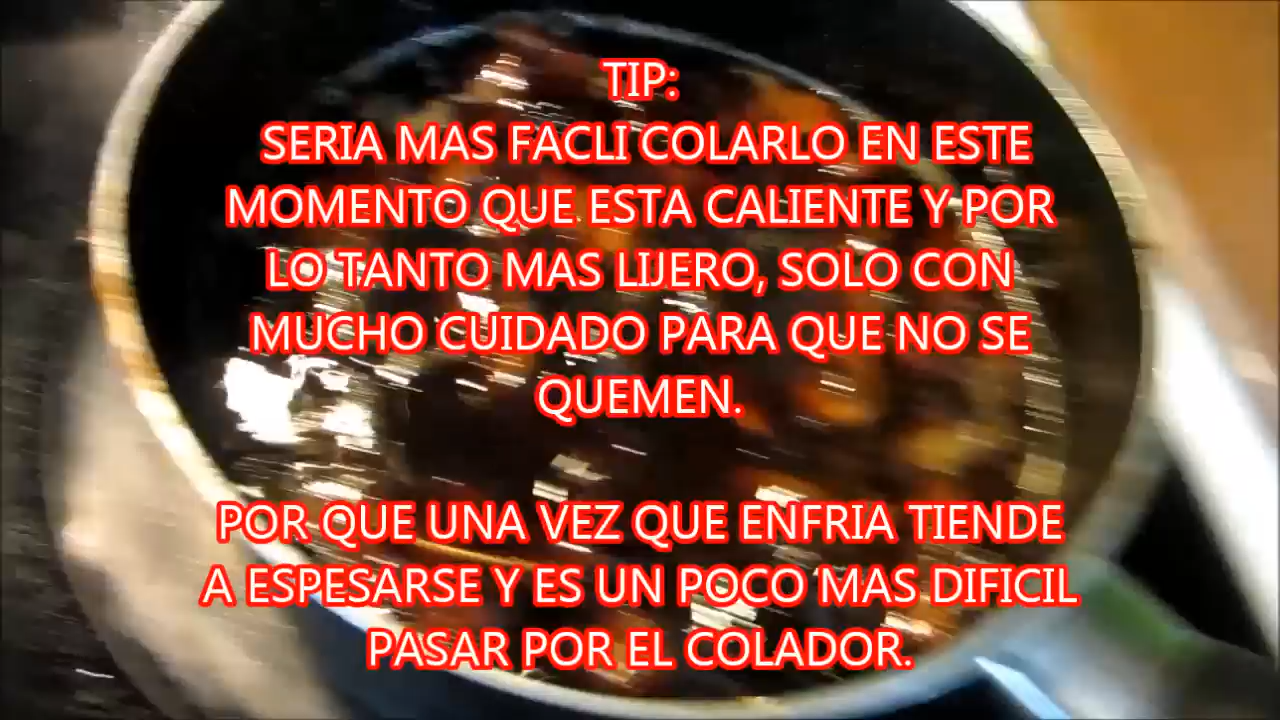 TIP:
SERIA MAS FACLI COLARLO EN ESTE
MOMENTO QUE ESTA CALIENTE Y POR
LO TANTO MAS LIJERO, SOLO CON
MUCHO CUIDADO PARA QUE NO SE
QUEMEN.
POR QUE UNA VEZ QUE ENFRIA TIENDE
A ESPESARSE Y ES UN POCO MAS DIFICIL
PASAR POR EL COLADOR.